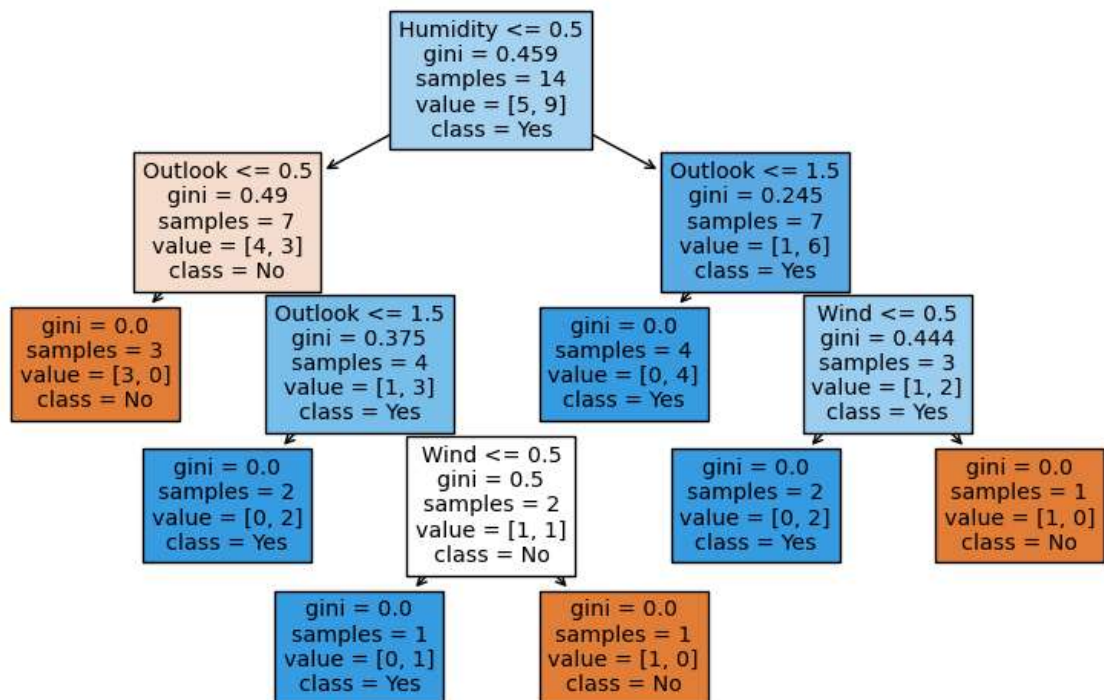 Humidity <= 0.5
gini = 0.459
samples = 14
value = [5, 9]
class = Yes
Outlook <= 0.5
gini = 0.49
samples = 7
value = [4, 3]
class = No
Outlook <= 1.5
gini = 0.245
samples = 7
value = [1, 6]
class = Yes
gini = 0.0
samples = 3
value = [3, 0]
class = No
Outlook <= 1.5
gini = 0.375
samples = 4
value = [1, 3]
class = Yes
gini = 0.0
samples = 4
value = [0, 4]
class = Yes
Wind <= 0.5
gini = 0.444
samples = 3
value = [1, 2]
class = Yes
gini = 0.0
samples = 2
value = [0, 2]
class = Yes
Wind <= 0.5
gini = 0.5
samples = 2
value = [1, 1]
class = No
gini = 0.0
samples = 2
value = [0, 2]
class = Yes
gini = 0.0
samples = 1
value = [1, 0]
class = No
gini = 0.0
samples = 1
value = [0, 1]
class = Yes
gini = 0.0
samples = 1
value = [1, 0]
class = No